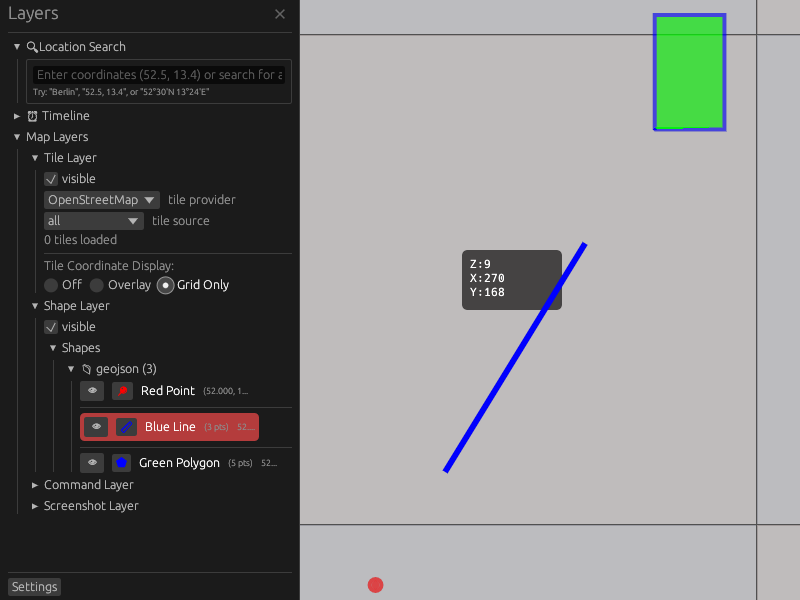 Layers
Location Search
Enter coordinates (52.5, 13.4) or search for a
Try: "Berlin", "52.5, 13.4", or "52°30'N 13°24'E"
Timeline
Map Layers
Tile Layer
visible
OpenStreetMap tile provider
all tile source
0 tiles loaded
Tile Coordinate Display:
Off Overlay Grid Only
Shape Layer
visible
Shapes
geojson (3)
Red Point (52.000, 1...
Blue Line (3 pts) 52...
Green Polygon (5 pts) 52...
Command Layer
Screenshot Layer
Settings
Z:9
X:270
Y:168